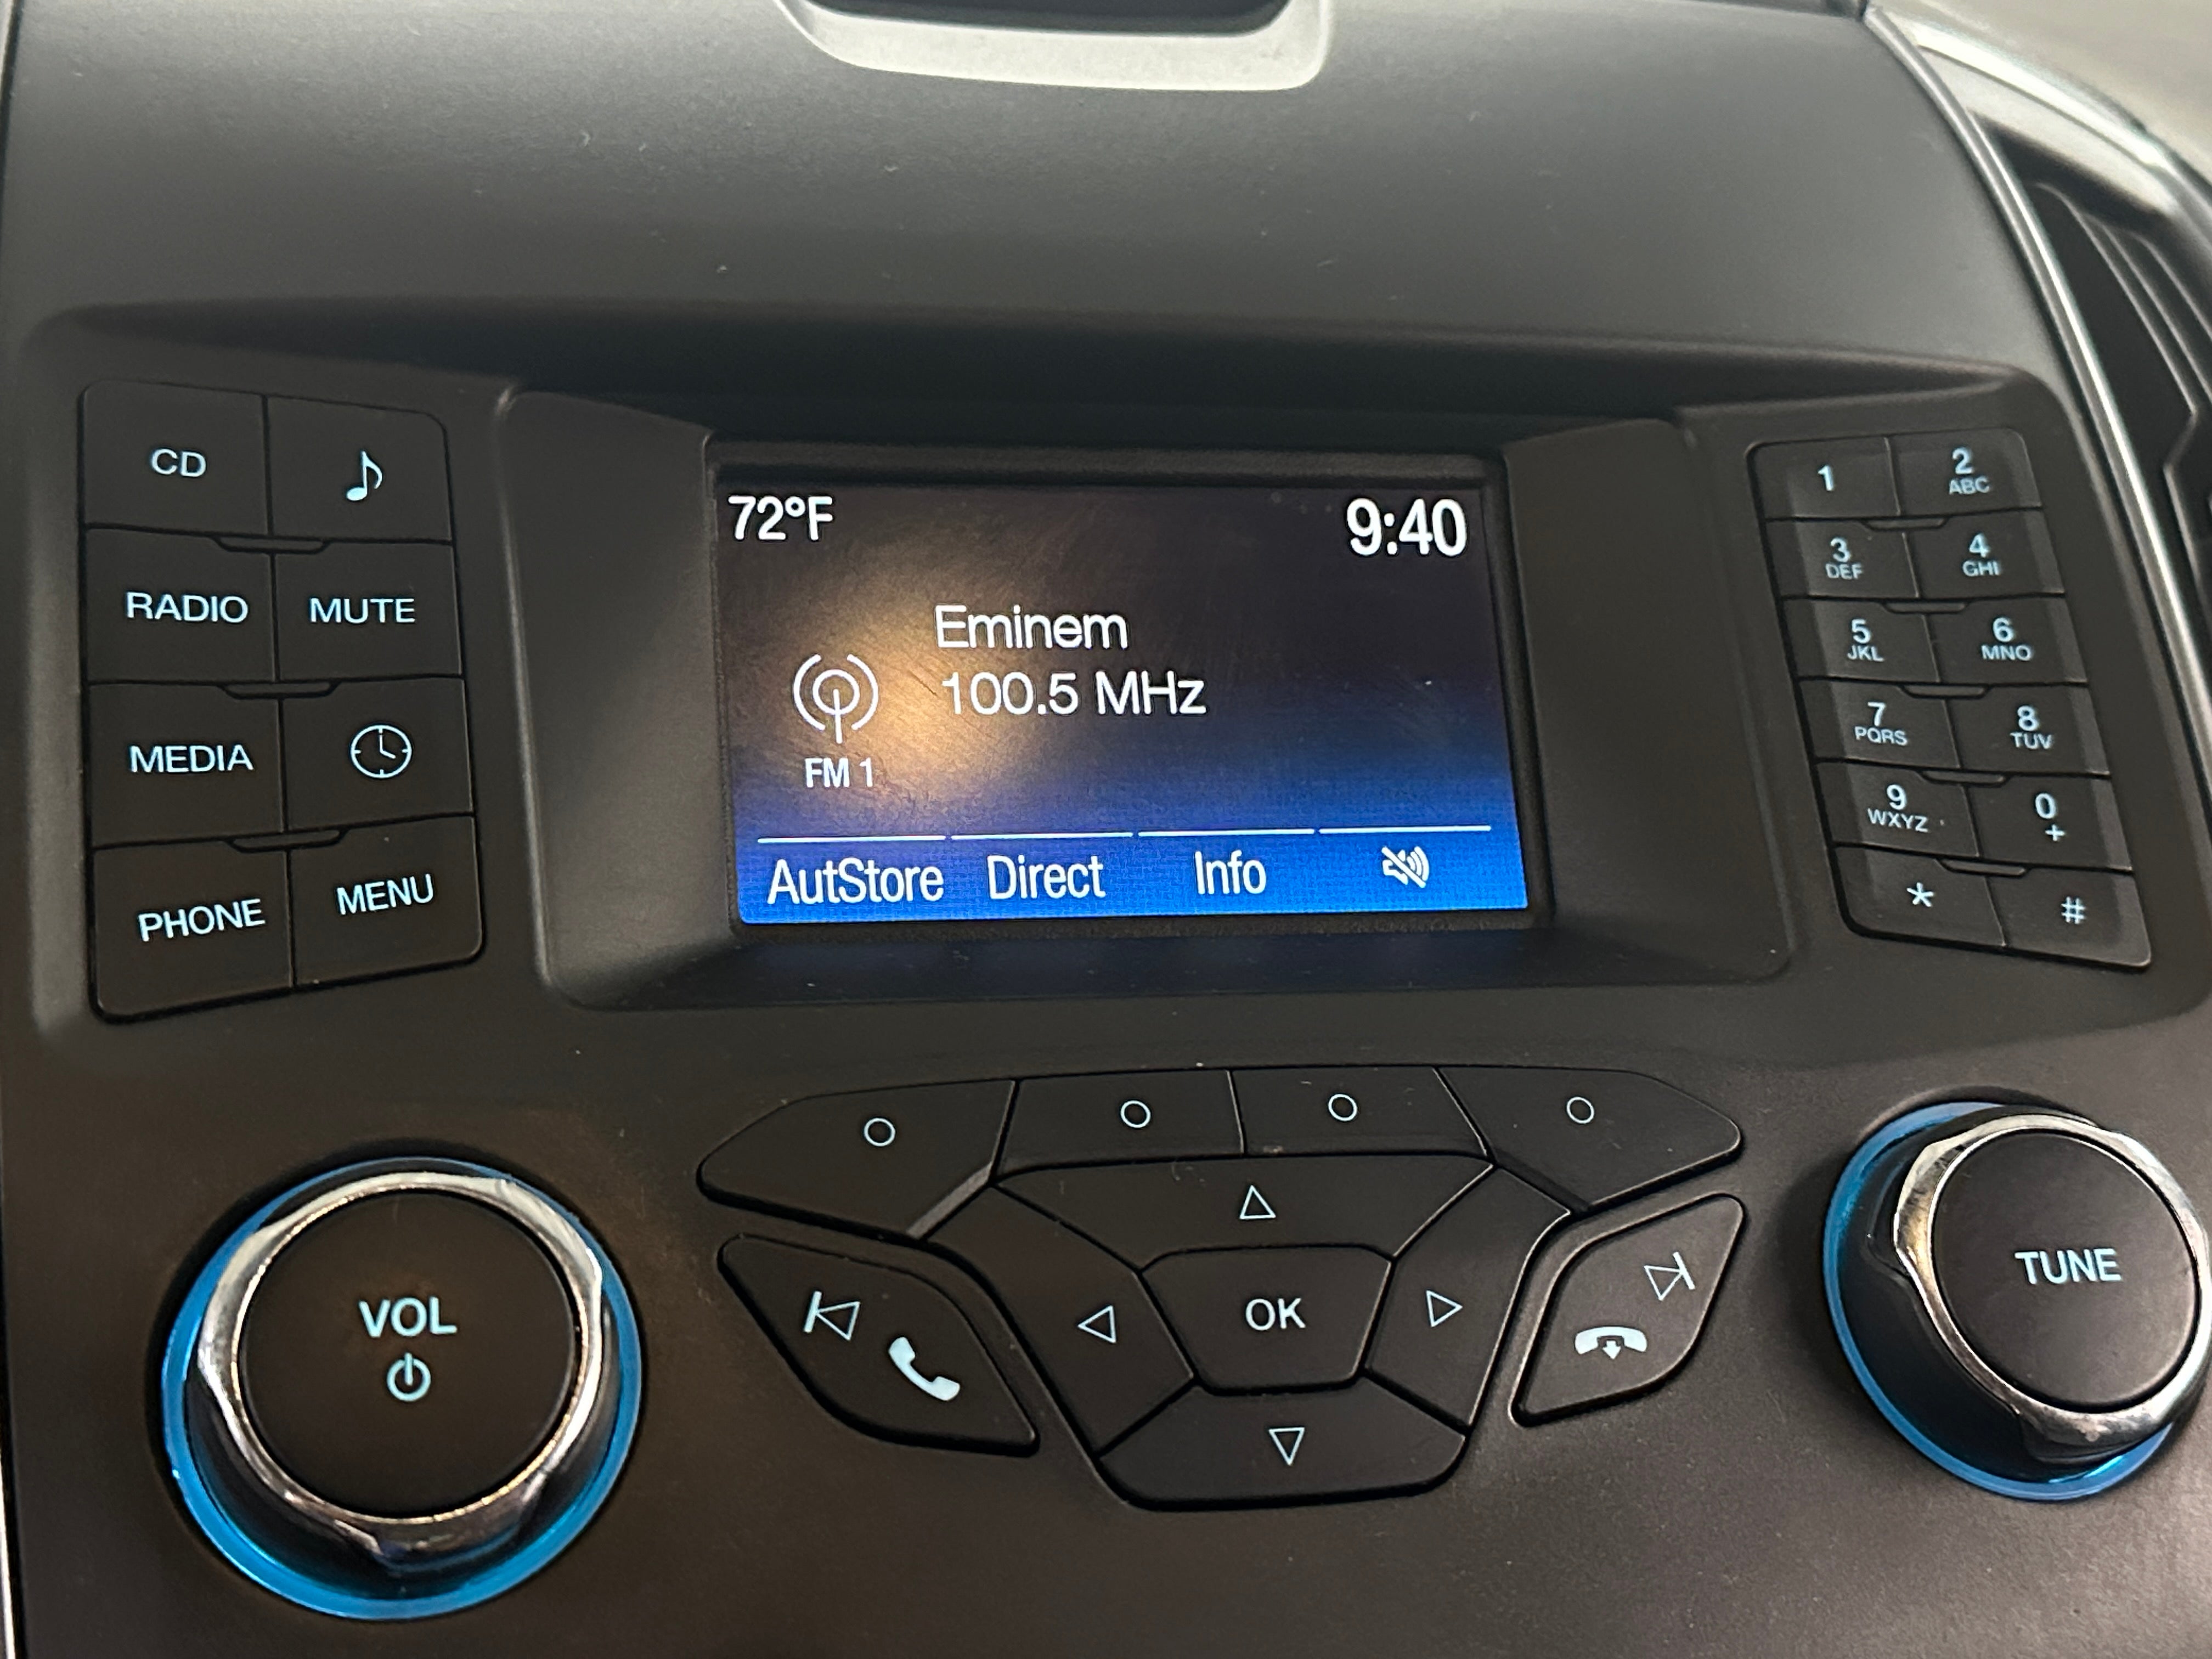 72°F
9:40
Eminem
100.5 MHz
FM 1
AutStore Direct Info
CD
RADIO MUTE
MEDIA
PHONE MENU
1 2
ABC
3 4
DEF GHI
5 6
JKL MNO
7 8
PQRS TUV
9 0
WXYZ +
* #
VOL
OK
TUNE